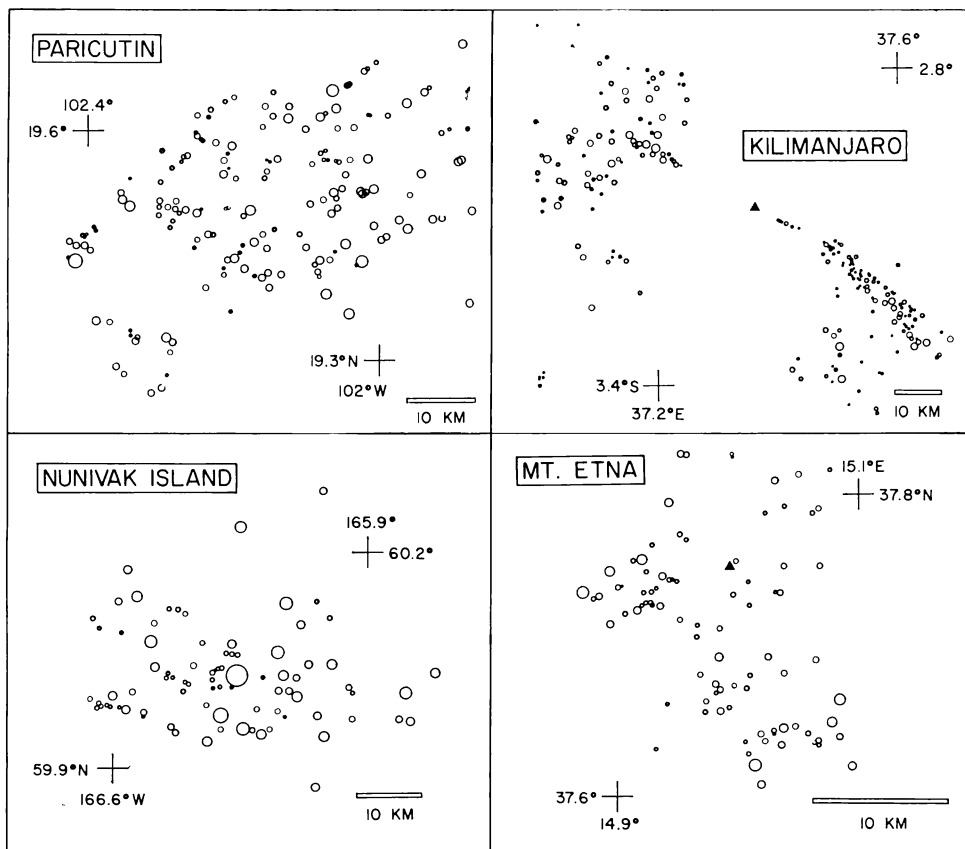 PARICUTIN
102.4°
19.6°
19.3°N
102°W
10 KM
37.6°
2.8°
KILIMANJARO
3.4°S
37.2°E
10 KM
NUNIVAK ISLAND
165.9°
60.2°
59.9°N
166.6°W
10 KM
MT. ETNA
15.1°E
37.8°N
37.6°
14.9°
10 KM